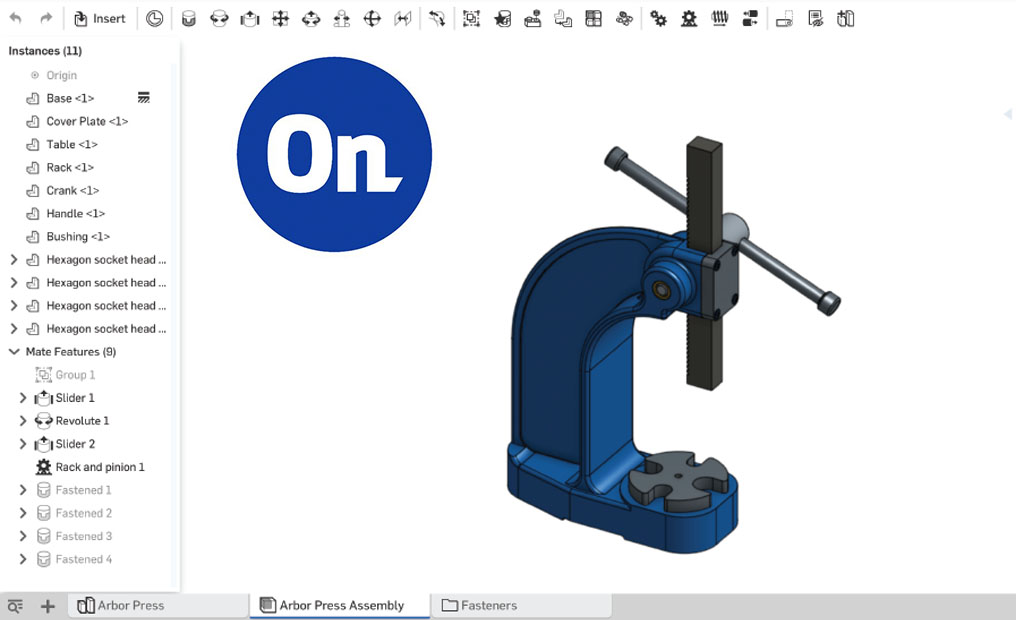 Insert
Instances (11)
Origin
Base <1>
Cover Plate <1>
Table <1>
Rack <1>
Crank <1>
Handle <1>
Bushing <1>
Hexagon socket head ...
Hexagon socket head ...
Hexagon socket head ...
Hexagon socket head ...
Mate Features (9)
Group 1
Slider 1
Revolute 1
Slider 2
Rack and pinion 1
Fastened 1
Fastened 2
Fastened 3
Fastened 4
On
Arbor Press
Arbor Press Assembly
Fasteners